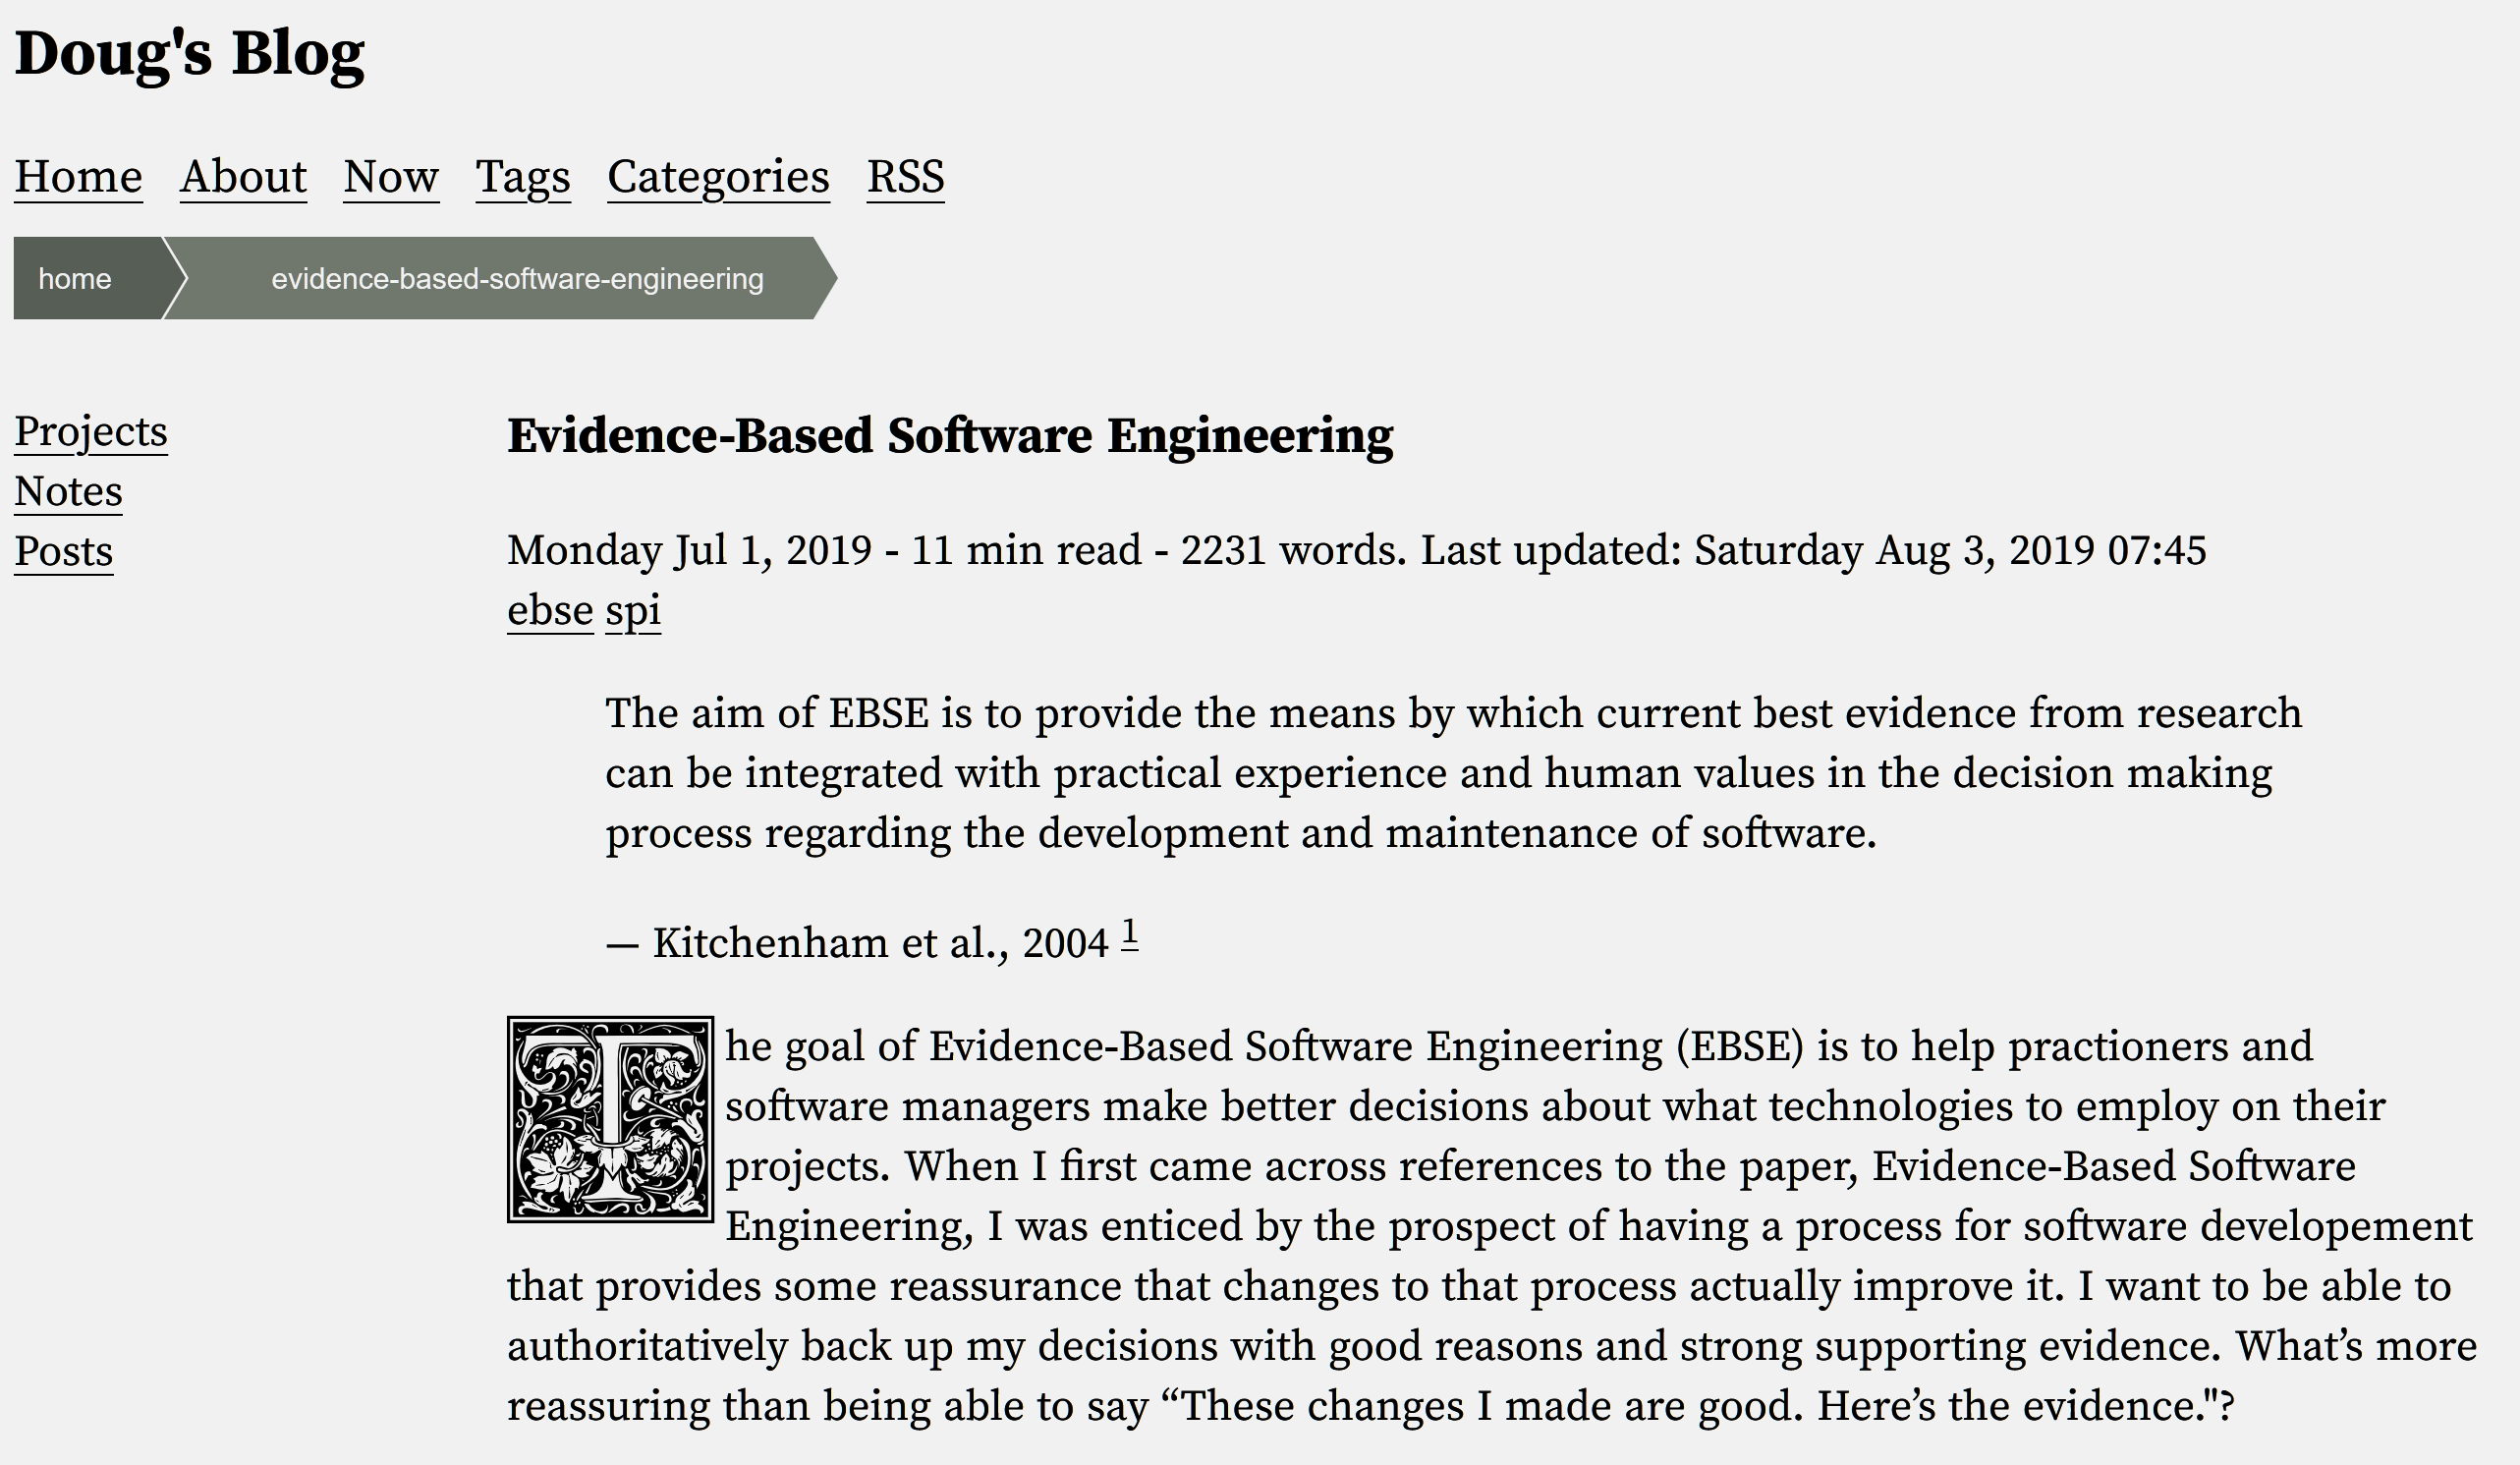 Doug's Blog
Home About Now Tags Categories RSS
home evidence-based-software-engineering
Projects
Notes
Posts
Evidence-Based Software Engineering
Monday Jul 1, 2019 - 11 min read - 2231 words. Last updated: Saturday Aug 3, 2019 07:45
ebse spi
The aim of EBSE is to provide the means by which current best evidence from research
can be integrated with practical experience and human values in the decision making
process regarding the development and maintenance of software.
— Kitchenham et al., 2004 1
The goal of Evidence-Based Software Engineering (EBSE) is to help practioners and
software managers make better decisions about what technologies to employ on their
projects. When I first came across references to the paper, Evidence-Based Software
Engineering, I was enticed by the prospect of having a process for software developement
that provides some reassurance that changes to that process actually improve it. I want to be able to
authoritatively back up my decisions with good reasons and strong supporting evidence. What’s more
reassuring than being able to say “These changes I made are good. Here’s the evidence."?